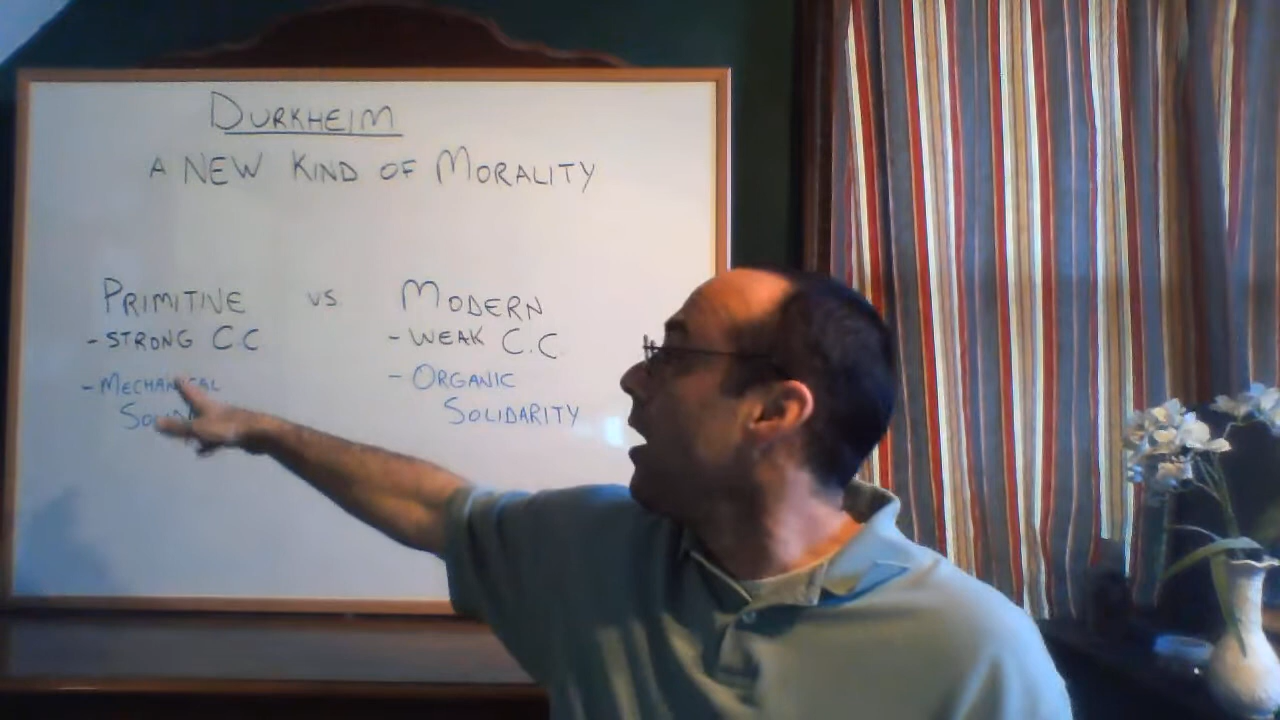 DURKHEIM
A NEW KIND OF MORALITY
PRIMITIVE VS. MODERN
- STRONG C.C - WEAK C.C.
- MECHANICAL - ORGANIC
SOLIDARITY